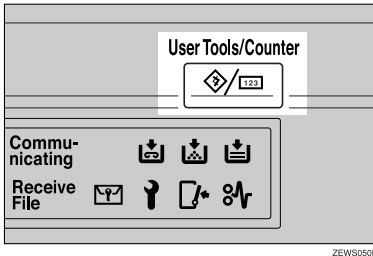 User Tools/Counter
123
Commu-
nicating
Receive
File
ZEWS050